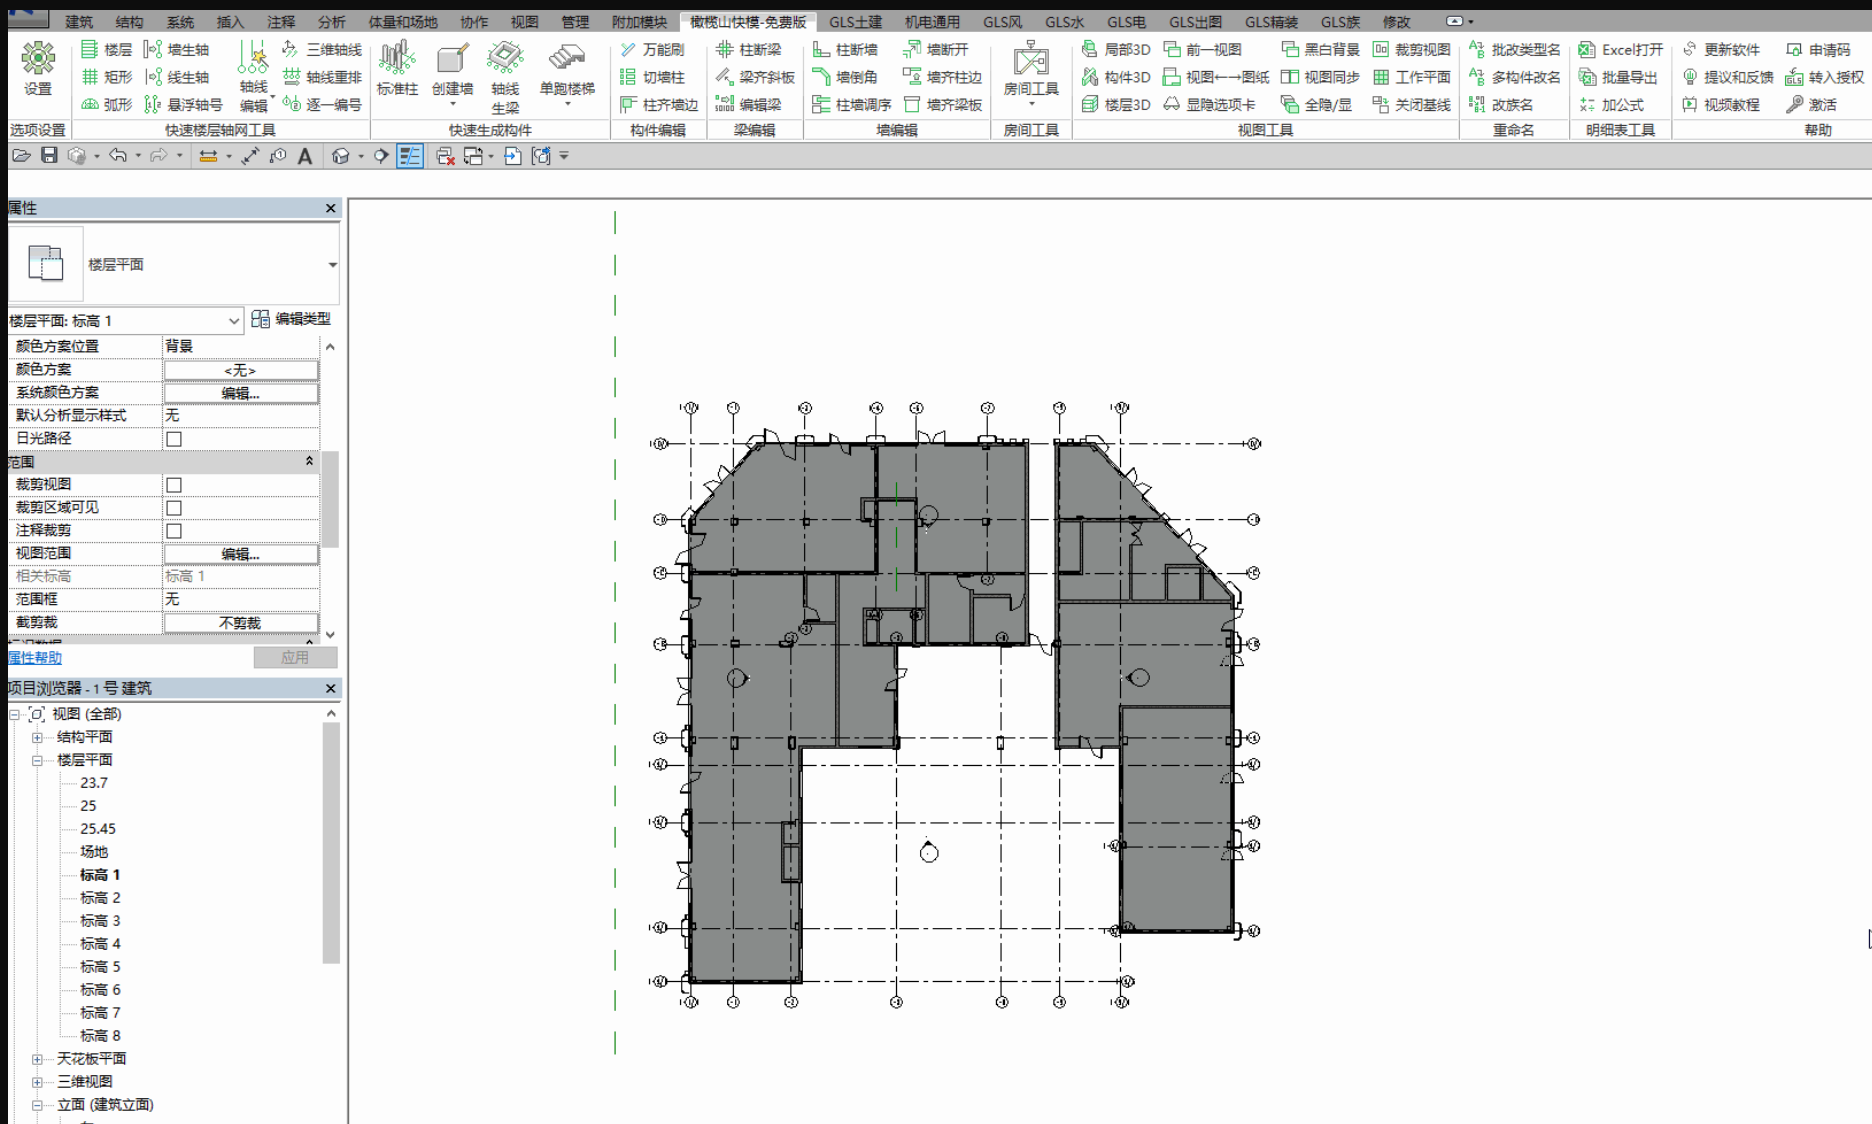 建筑 结构 系统 插入 注释 分析 体量和场地 协作 视图 管理 附加模块 橄榄山快模-免费版 GLS土建 机电通用 GLS风 GLS水 GLS电 GLS出图 GLS精装 GLS族 修改
设置 楼层 墙生轴 三维轴线 万能刷 柱断梁 柱断墙 墙断开 局部3D 前一视图 黑白背景 裁剪视图 批改类型名 Excel打开 更新软件 申请码
矩形 线生轴 轴线编辑 轴线重排 标准柱 创建墙 轴线生梁 单跑楼梯 切墙柱 梁齐斜板 墙倒角 墙齐柱边 房间工具 构件3D 视图←→图纸 视图同步 工作平面 多构件改名 批量导出 提议和反馈 转入授权
弧形 悬浮轴号 逐一编号 柱齐墙边 编辑梁 柱墙调序 墙齐梁板 楼层3D 显隐选项卡 全隐/显 关闭基线 改族名 加公式 视频教程 激活
选项设置 快速楼层轴网工具 快速生成构件 构件编辑 梁编辑 墙编辑 房间工具 视图工具 重命名 明细表工具 帮助
属性
楼层平面
楼层平面: 标高 1 编辑类型
颜色方案位置 背景
颜色方案 <无>
系统颜色方案 编辑...
默认分析显示样式 无
日光路径
范围
裁剪视图
裁剪区域可见
注释裁剪
视图范围 编辑...
相关标高 标高 1
范围框 无
截剪裁 不剪裁
属性帮助 应用
项目浏览器 - 1 号 建筑
视图 (全部)
结构平面
楼层平面
23.7
25
25.45
场地
标高 1
标高 2
标高 3
标高 4
标高 5
标高 6
标高 7
标高 8
天花板平面
三维视图
立面 (建筑立面)